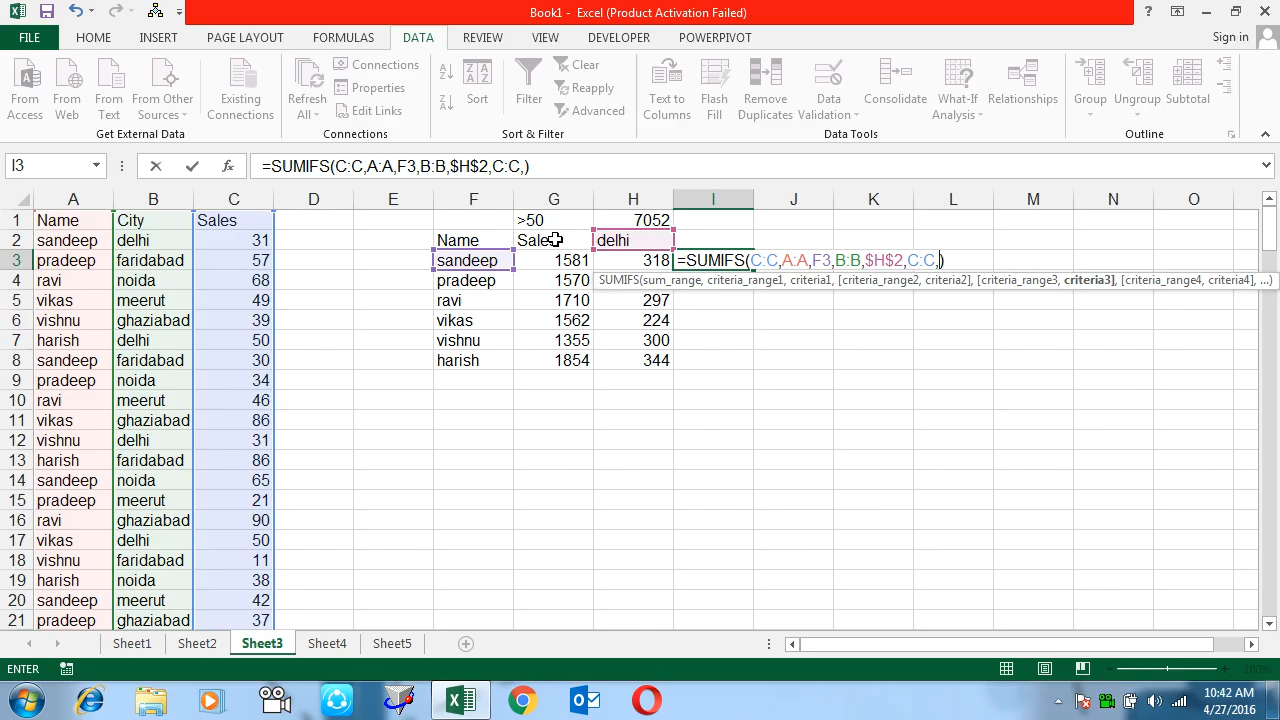 Book1 - Excel (Product Activation Failed)
FILE HOME INSERT PAGE LAYOUT FORMULAS DATA REVIEW VIEW DEVELOPER POWERPIVOT Sign in
From Access From Web From Text From Other Sources Existing Connections Refresh All Connections Properties Edit Links Sort Filter Clear Reapply Advanced Text to Columns Flash Fill Remove Duplicates Data Validation Consolidate What-If Analysis Relationships Group Ungroup Subtotal
Get External Data Connections Sort & Filter Data Tools Outline
I3 =SUMIFS(C:C,A:A,F3,B:B,$H$2,C:C,)
A B C D E F G H I J K L M N O
1 Name City Sales >50 7052
2 sandeep delhi 31 Name Sales delhi
3 pradeep faridabad 57 sandeep 1581 318 =SUMIFS(C:C,A:A,F3,B:B,$H$2,C:C,)
4 ravi noida 68 pradeep 1570 SUMIFS(sum_range, criteria_range1, criteria1, [criteria_range2, criteria2], [criteria_range3, criteria3], [criteria_range4, criteria4], ...)
5 vikas meerut 49 ravi 1710 297
6 vishnu ghaziabad 39 vikas 1562 224
7 harish delhi 50 vishnu 1355 300
8 sandeep faridabad 30 harish 1854 344
9 pradeep noida 34
10 ravi meerut 46
11 vikas ghaziabad 86
12 vishnu delhi 31
13 harish faridabad 86
14 sandeep noida 65
15 pradeep meerut 21
16 ravi ghaziabad 90
17 vikas delhi 50
18 vishnu faridabad 11
19 harish noida 38
20 sandeep meerut 42
21 pradeep ghaziabad 37
Sheet1 Sheet2 Sheet3 Sheet4 Sheet5
ENTER 100%
10:42 AM
4/27/2016